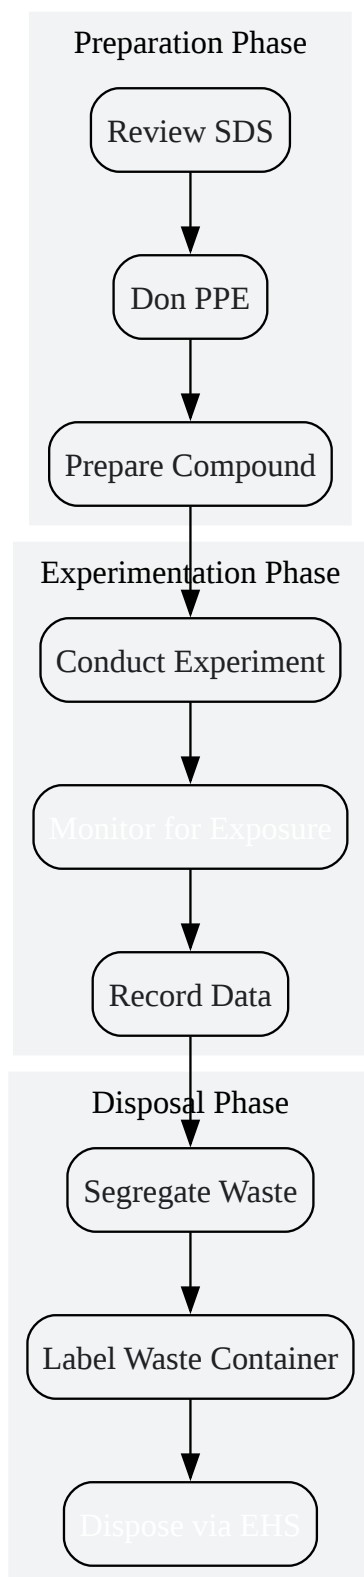 Preparation Phase
Review SDS
Don PPE
Prepare Compound
Experimentation Phase
Conduct Experiment
Monitor for Exposure
Record Data
Disposal Phase
Segregate Waste
Label Waste Container
Dispose via EHS